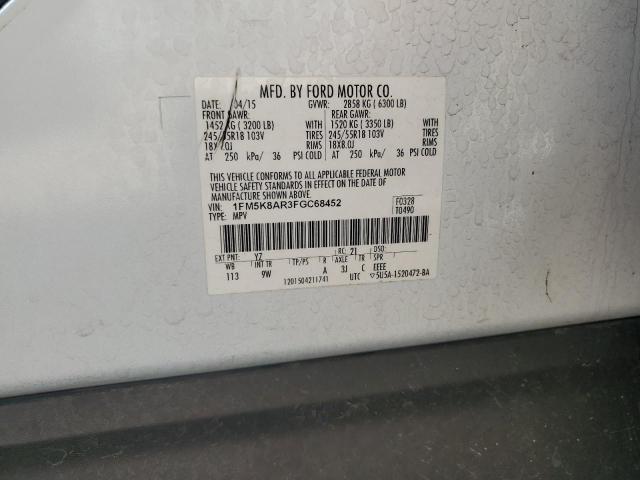 MFD. BY FORD MOTOR CO.
DATE: 04/15 GVWR: 2858 KG ( 6300 LB)
FRONT GAWR: REAR GAWR:
1452 KG ( 3200 LB) WITH 1520 KG ( 3350 LB) WITH
245/55R18 103V TIRES 245/55R18 103V TIRES
18X8.0J RIMS 18X8.0J RIMS
AT 250 kPa/ 36 PSI COLD AT 250 kPa/ 36 PSI COLD
THIS VEHICLE CONFORMS TO ALL APPLICABLE FEDERAL MOTOR
VEHICLE SAFETY STANDARDS IN EFFECT ON THE DATE OF
MANUFACTURE SHOWN ABOVE.
VIN: 1FM5K8AR3FGC68452 F0328
TYPE: MPV T0490
EXT PNT: YZ RC: 21 DSO:
WB INT TR TP/PS R AXLE TR SPR
113 9W A 3J C EEEE
1201504211741 UTC ▽5U5A-1520472-BA